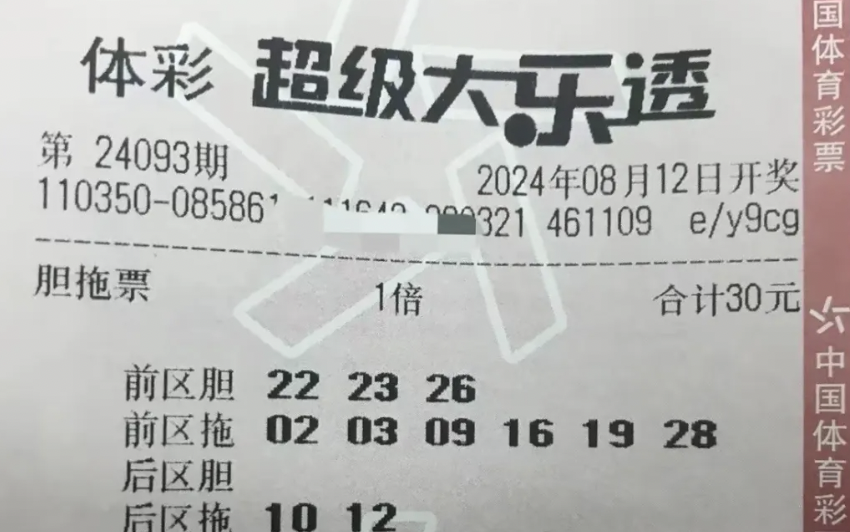 体彩 超级大乐透
第 24093期
2024年08月12日开奖
110350-085861 321 461109 e/y9cg
胆拖票 1倍 合计30元
前区胆 22 23 26
前区拖 02 03 09 16 19 28
后区胆
后区拖 10 12
国体育彩票
中国体育彩